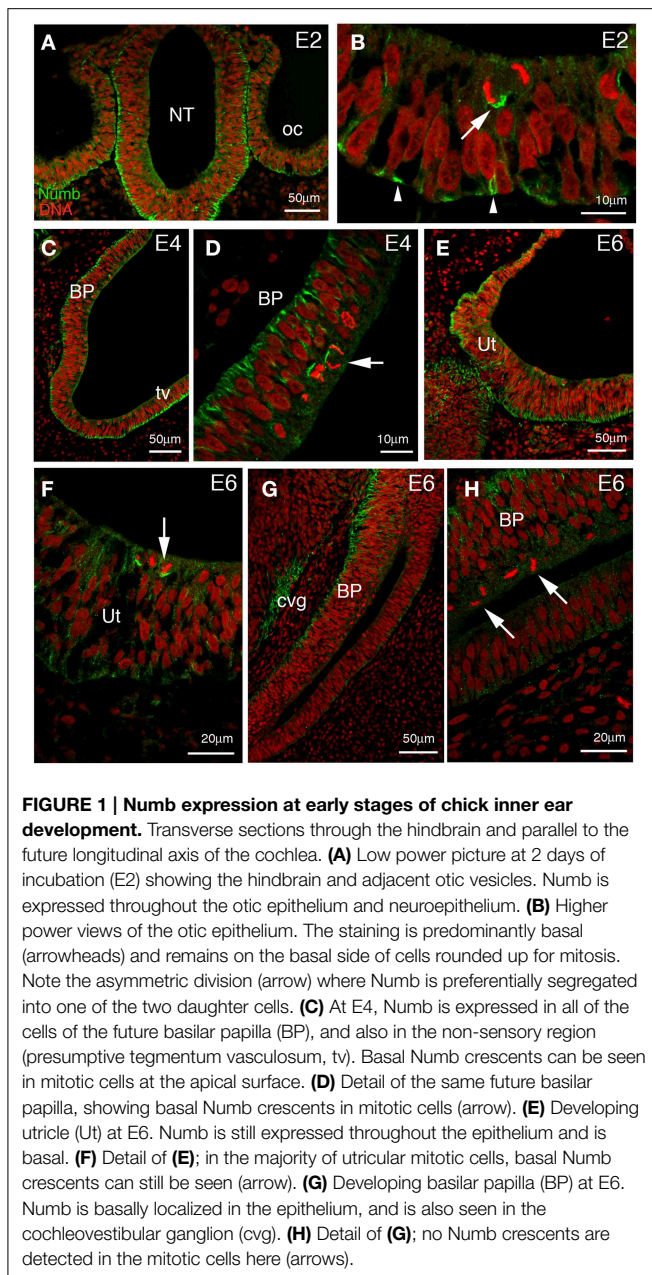 A
E2
NT
oc
Numb
DNA
50μm
B
E2
10μm
C
E4
BP
tv
50μm
D
E4
BP
10μm
E
E6
Ut
50μm
F
E6
Ut
20μm
G
E6
cvg
BP
50μm
H
E6
BP
20μm
FIGURE 1 | Numb expression at early stages of chick inner ear
development. Transverse sections through the hindbrain and parallel to the
future longitudinal axis of the cochlea. (A) Low power picture at 2 days of
incubation (E2) showing the hindbrain and adjacent otic vesicles. Numb is
expressed throughout the otic epithelium and neuroepithelium. (B) Higher
power views of the otic epithelium. The staining is predominantly basal
(arrowheads) and remains on the basal side of cells rounded up for mitosis.
Note the asymmetric division (arrow) where Numb is preferentially segregated
into one of the two daughter cells. (C) At E4, Numb is expressed in all of the
cells of the future basilar papilla (BP), and also in the non-sensory region
(presumptive tegmentum vasculosum, tv). Basal Numb crescents can be seen
in mitotic cells at the apical surface. (D) Detail of the same future basilar
papilla, showing basal Numb crescents in mitotic cells (arrow). (E) Developing
utricle (Ut) at E6. Numb is still expressed throughout the epithelium and is
basal. (F) Detail of (E); in the majority of utricular mitotic cells, basal Numb
crescents can still be seen (arrow). (G) Developing basilar papilla (BP) at E6.
Numb is basally localized in the epithelium, and is also seen in the
cochleovestibular ganglion (cvg). (H) Detail of (G); no Numb crescents are
detected in the mitotic cells here (arrows).